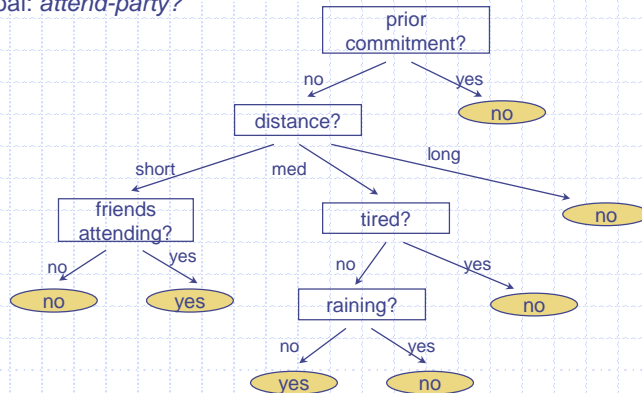 attend-party?
prior
commitment?
no
yes
no
distance?
short
med
long
friends
attending?
tired?
no
no
yes
no
yes
no
yes
raining?
no
no
yes
yes
no